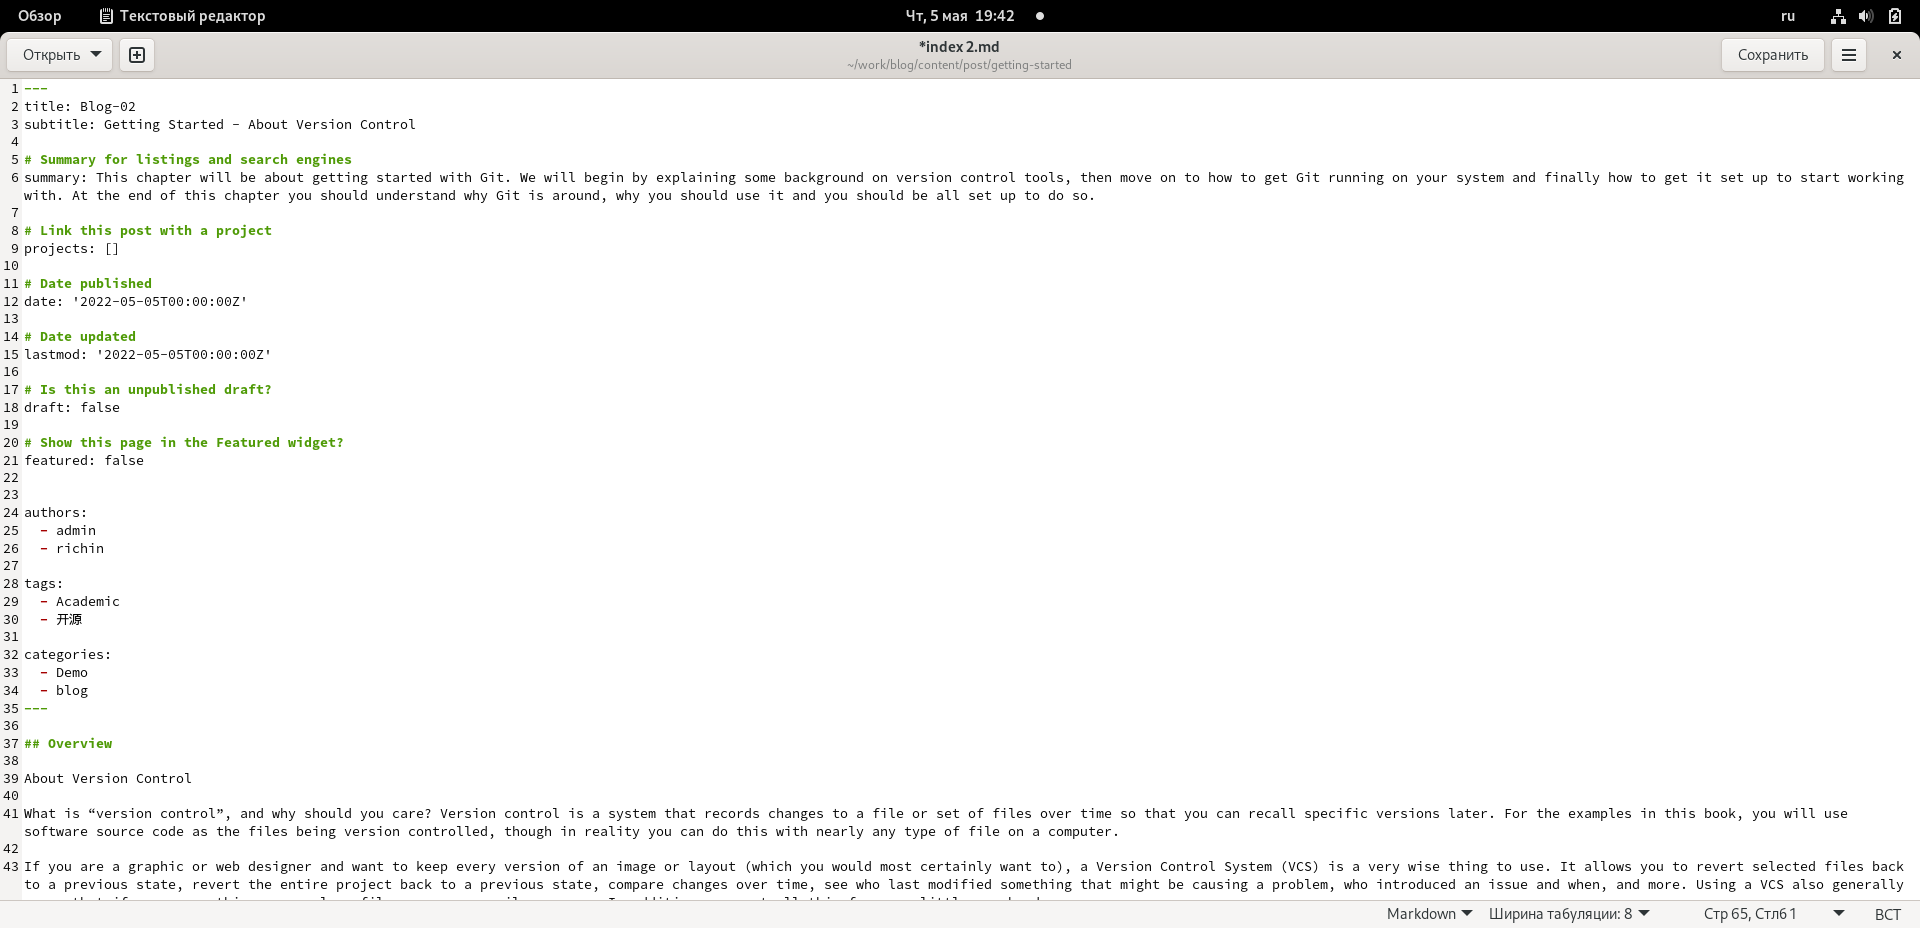 Обзор Текстовый редактор Чт, 5 мая 19:42 ru
Открыть *index 2.md Сохранить
~/work/blog/content/post/getting-started
1 ---
2 title: Blog-02
3 subtitle: Getting Started - About Version Control
4
5 # Summary for listings and search engines
6 summary: This chapter will be about getting started with Git. We will begin by explaining some background on version control tools, then move on to how to get Git running on your system and finally how to get it set up to start working
with. At the end of this chapter you should understand why Git is around, why you should use it and you should be all set up to do so.
7
8 # Link this post with a project
9 projects: []
10
11 # Date published
12 date: '2022-05-05T00:00:00Z'
13
14 # Date updated
15 lastmod: '2022-05-05T00:00:00Z'
16
17 # Is this an unpublished draft?
18 draft: false
19
20 # Show this page in the Featured widget?
21 featured: false
22
23
24 authors:
25 - admin
26 - richin
27
28 tags:
29 - Academic
30 - 开源
31
32 categories:
33 - Demo
34 - blog
35 ---
36
37 ## Overview
38
39 About Version Control
40
41 What is “version control”, and why should you care? Version control is a system that records changes to a file or set of files over time so that you can recall specific versions later. For the examples in this book, you will use
software source code as the files being version controlled, though in reality you can do this with nearly any type of file on a computer.
42
43 If you are a graphic or web designer and want to keep every version of an image or layout (which you would most certainly want to), a Version Control System (VCS) is a very wise thing to use. It allows you to revert selected files back
to a previous state, revert the entire project back to a previous state, compare changes over time, see who last modified something that might be causing a problem, who introduced an issue and when, and more. Using a VCS also generally
Markdown Ширина табуляции: 8 Стр 65, Стлб 1 ВСТ